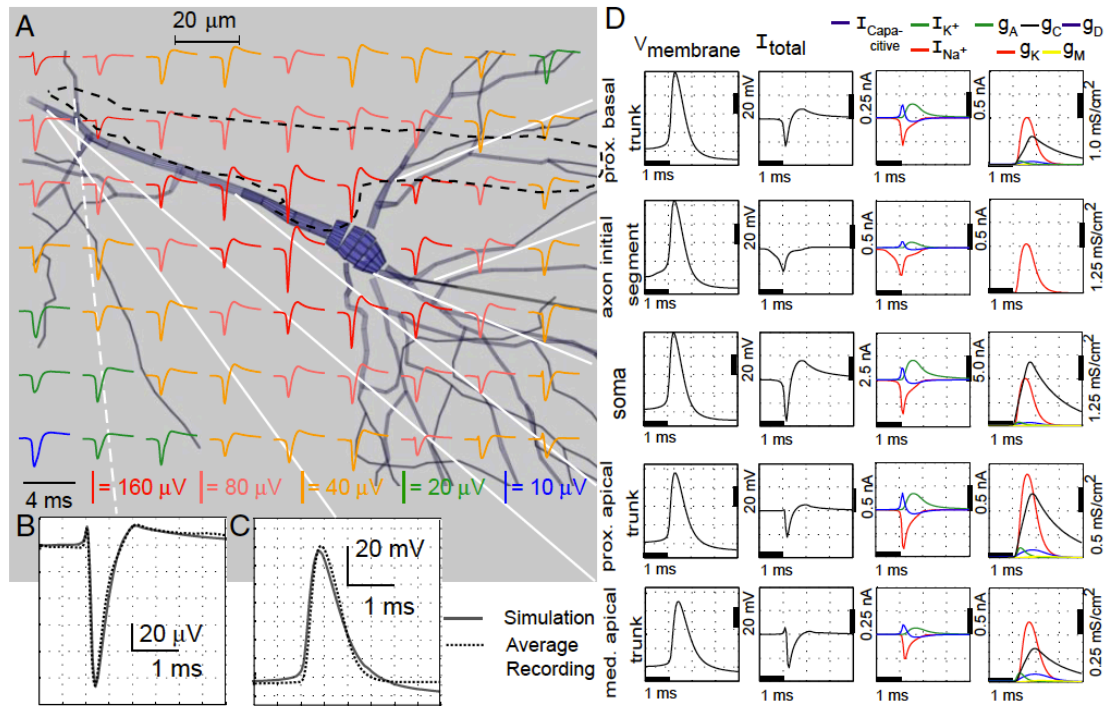 A
20 µm
= 160 µV
= 80 µV
= 40 µV
= 20 µV
= 10 µV
4 ms
B
20 µV
1 ms
C
20 mV
1 ms
Simulation
Average
Recording
D
V membrane
I total
I Capa-
citive
I K+
I Na+
g A
g C
g D
g K
g M
prox. basal
trunk
1 ms
20 mV
1 ms
0.25 nA
1 ms
0.5 nA
1 ms
1.0 mS/cm2
axon initial
segment
1 ms
20 mV
1 ms
0.5 nA
1 ms
0.5 nA
1 ms
1.25 mS/cm2
soma
1 ms
20 mV
1 ms
2.5 nA
1 ms
5.0 nA
1 ms
1.25 mS/cm2
prox. apical
trunk
1 ms
20 mV
1 ms
0.5 nA
1 ms
0.5 nA
1 ms
0.5 mS/cm2
med. apical
trunk
1 ms
20 mV
1 ms
0.25 nA
1 ms
0.5 nA
1 ms
0.25 mS/cm2